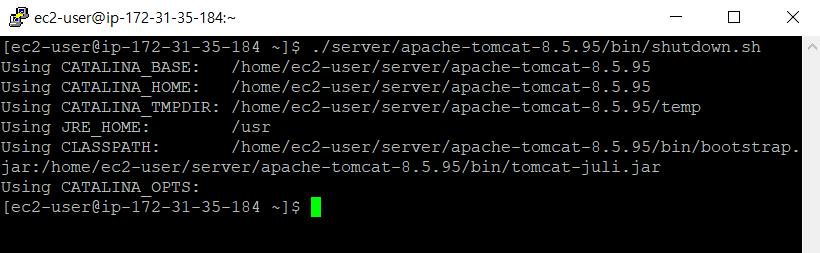 ec2-user@ip-172-31-35-184:~
[ec2-user@ip-172-31-35-184 ~]$ ./server/apache-tomcat-8.5.95/bin/shutdown.sh
Using CATALINA_BASE:   /home/ec2-user/server/apache-tomcat-8.5.95
Using CATALINA_HOME:   /home/ec2-user/server/apache-tomcat-8.5.95
Using CATALINA_TMPDIR: /home/ec2-user/server/apache-tomcat-8.5.95/temp
Using JRE_HOME:        /usr
Using CLASSPATH:       /home/ec2-user/server/apache-tomcat-8.5.95/bin/bootstrap.
jar:/home/ec2-user/server/apache-tomcat-8.5.95/bin/tomcat-juli.jar
Using CATALINA_OPTS:
[ec2-user@ip-172-31-35-184 ~]$